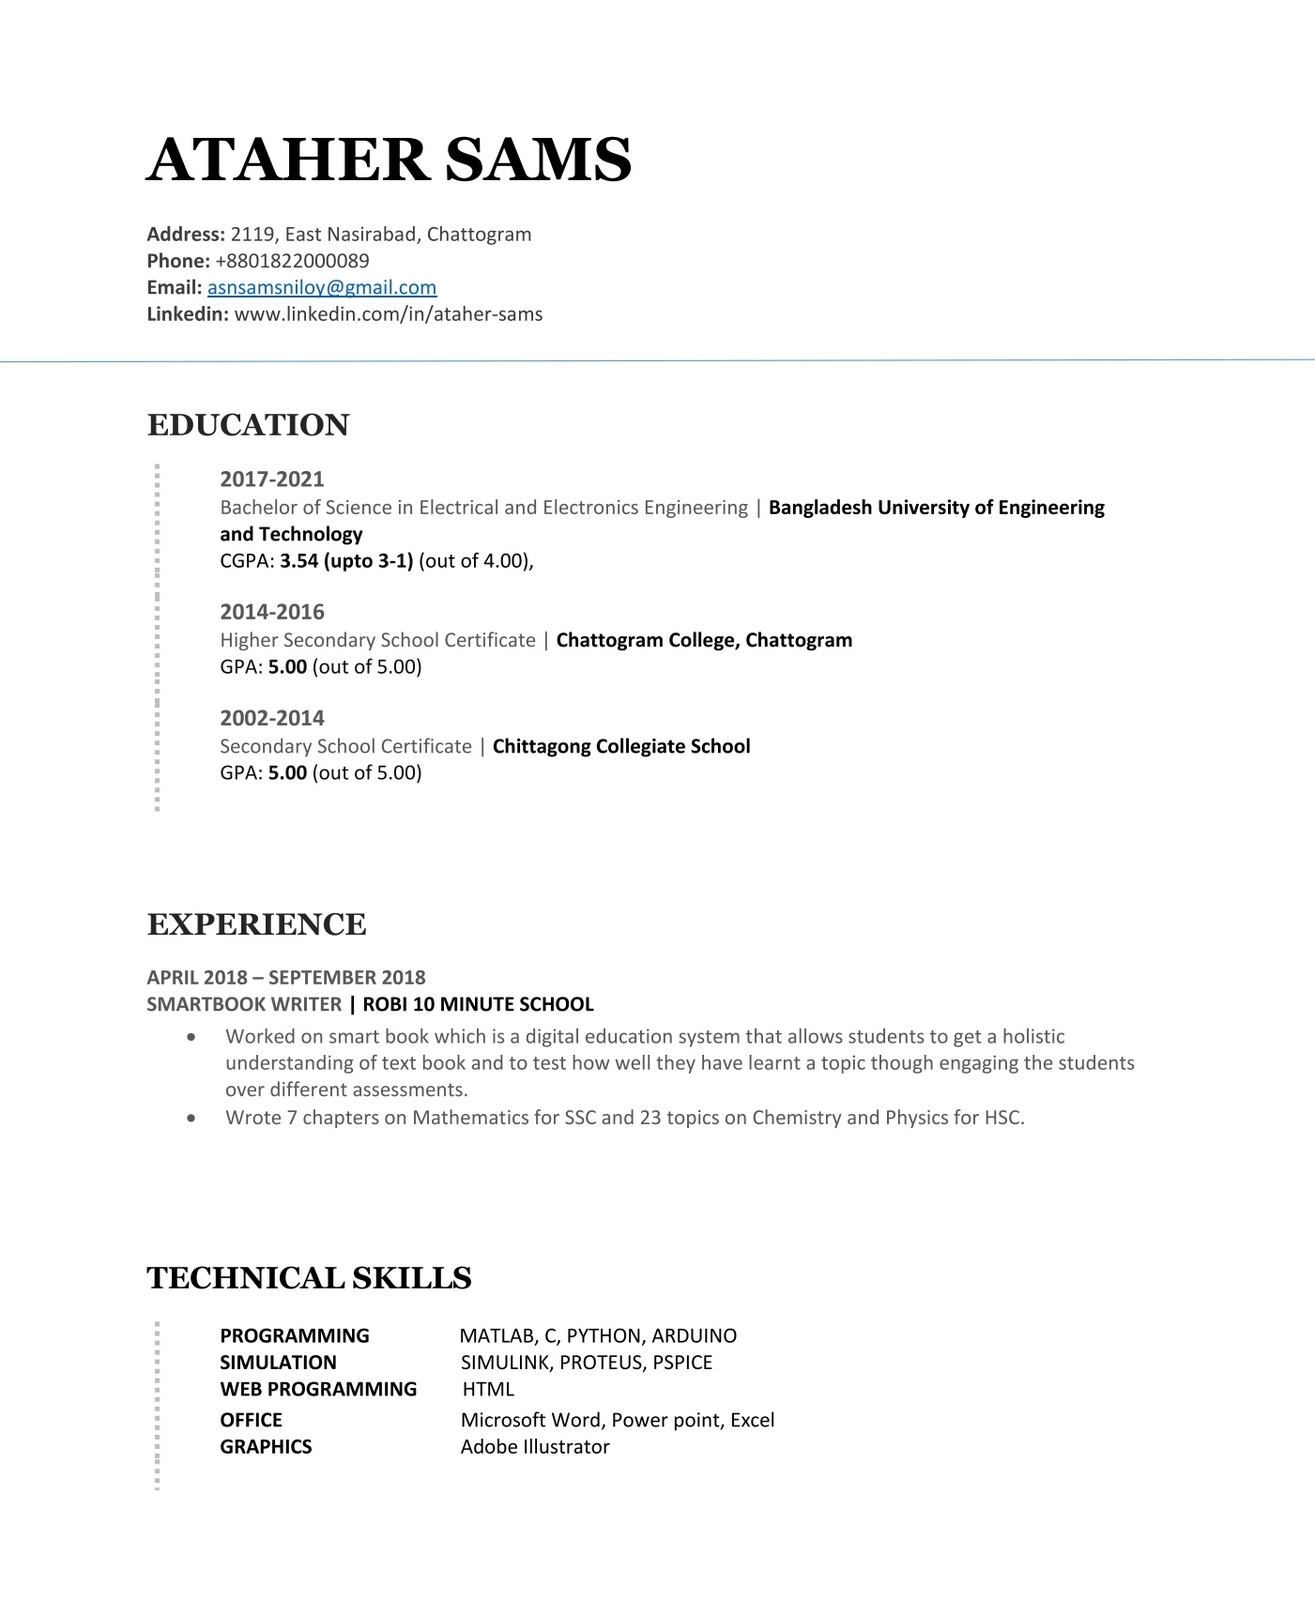 ATAHER SAMS
Address: 2119, East Nasirabad, Chattogram
Phone: +8801822000089
Email: asnsamsniloy@gmail.com
Linkedin: www.linkedin.com/in/ataher-sams
EDUCATION
2017-2021
Bachelor of Science in Electrical and Electronics Engineering | Bangladesh University of Engineering
and Technology
CGPA: 3.54 (upto 3-1) (out of 4.00),
2014-2016
Higher Secondary School Certificate | Chattogram College, Chattogram
GPA: 5.00 (out of 5.00)
2002-2014
Secondary School Certificate | Chittagong Collegiate School
GPA: 5.00 (out of 5.00)
EXPERIENCE
APRIL 2018 – SEPTEMBER 2018
SMARTBOOK WRITER | ROBI 10 MINUTE SCHOOL
• Worked on smart book which is a digital education system that allows students to get a holistic
understanding of text book and to test how well they have learnt a topic though engaging the students
over different assessments.
• Wrote 7 chapters on Mathematics for SSC and 23 topics on Chemistry and Physics for HSC.
TECHNICAL SKILLS
PROGRAMMING MATLAB, C, PYTHON, ARDUINO
SIMULATION SIMULINK, PROTEUS, PSPICE
WEB PROGRAMMING HTML
OFFICE Microsoft Word, Power point, Excel
GRAPHICS Adobe Illustrator